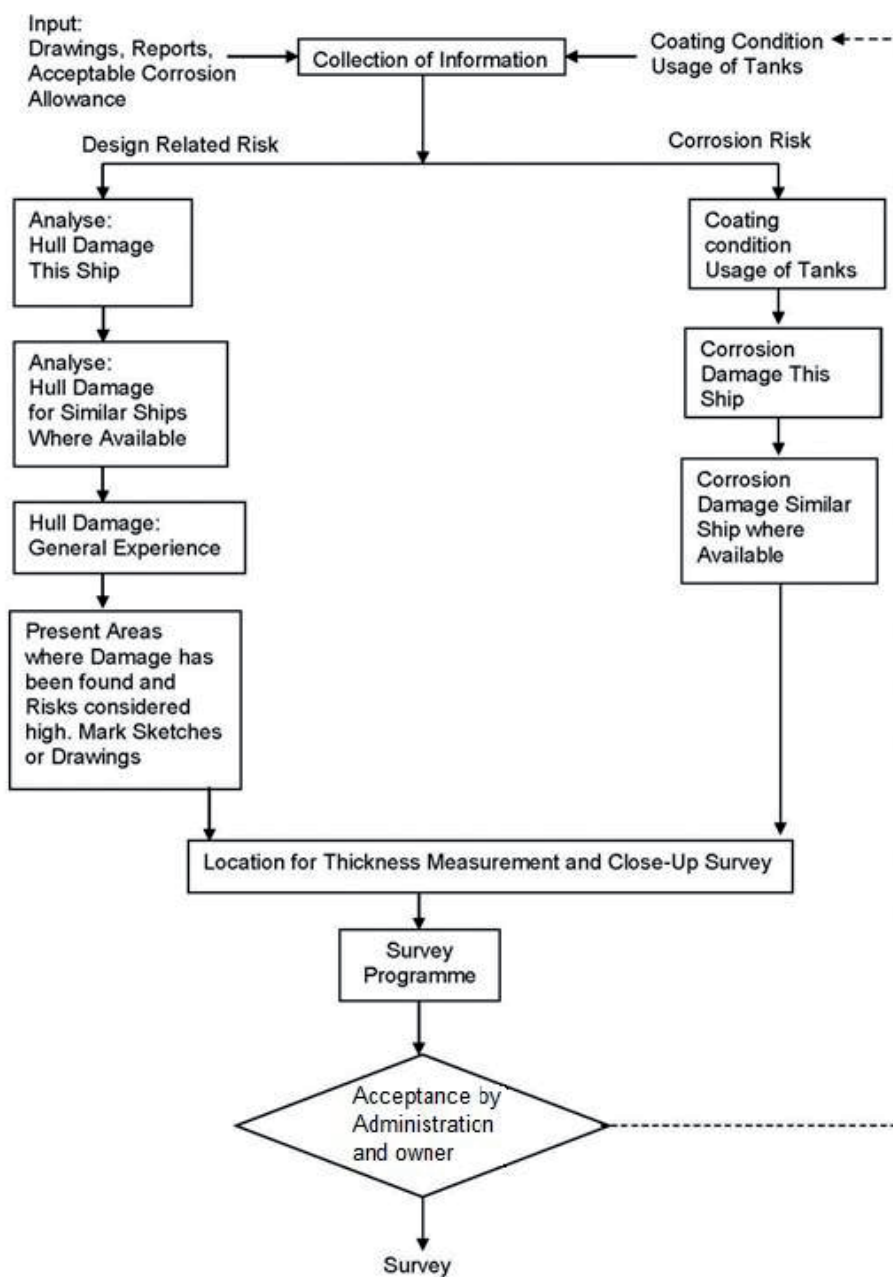 Input:
Drawings, Reports,
Acceptable Corrosion
Allowance
Collection of Information
Coating Condition
Usage of Tanks
Design Related Risk
Corrosion Risk
Analyse:
Hull Damage
This Ship
Analyse:
Hull Damage
for Similar Ships
Where Available
Hull Damage:
General Experience
Present Areas
where Damage has
been found and
Risks considered
high. Mark Sketches
or Drawings
Coating
condition
Usage of Tanks
Corrosion
Damage This
Ship
Corrosion
Damage Similar
Ship where
Available
Location for Thickness Measurement and Close-Up Survey
Survey
Programme
Acceptance by
Administration
and owner
Survey